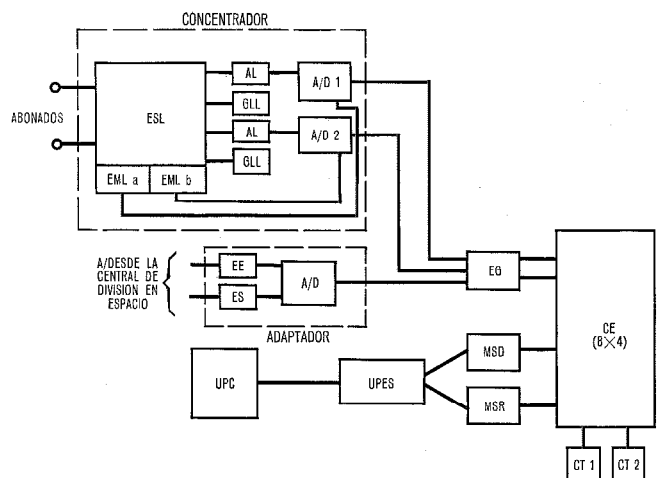 CONCENTRADOR
ABONADOS
ESL
AL
GLL
AL
GLL
A/D 1
A/D 2
EML a
EML b
A/DESDE LA
CENTRAL DE
DIVISION EN
ESPACIO
EE
ES
A/D
ADAPTADOR
EG
CE
(8×4)
UPC
UPES
MSD
MSR
CT 1
CT 2